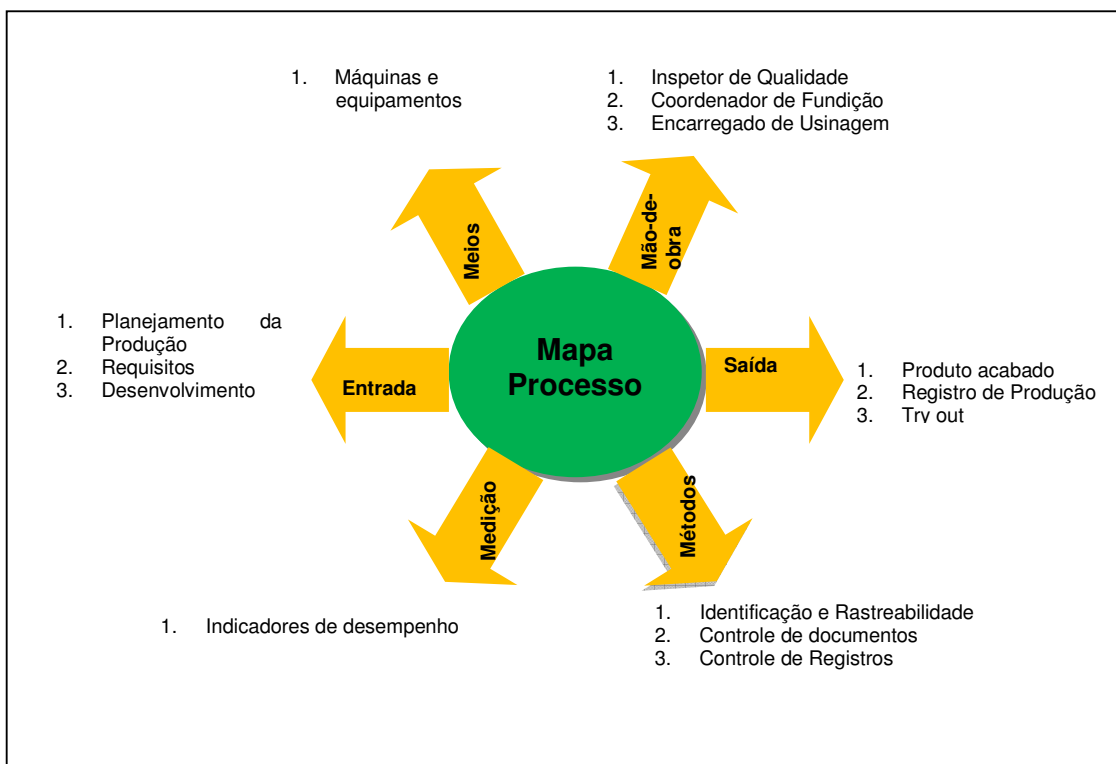 1. Máquinas e
equipamentos
1. Inspetor de Qualidade
2. Coordenador de Fundição
3. Encarregado de Usinagem
Meios
Mão-de-
obra
1. Planejamento da
Produção
2. Requisitos
3. Desenvolvimento
Entrada
Mapa
Processo
Saída
1. Produto acabado
2. Registro de Produção
3. Try out
Medição
Métodos
1. Indicadores de desempenho
1. Identificação e Rastreabilidade
2. Controle de documentos
3. Controle de Registros